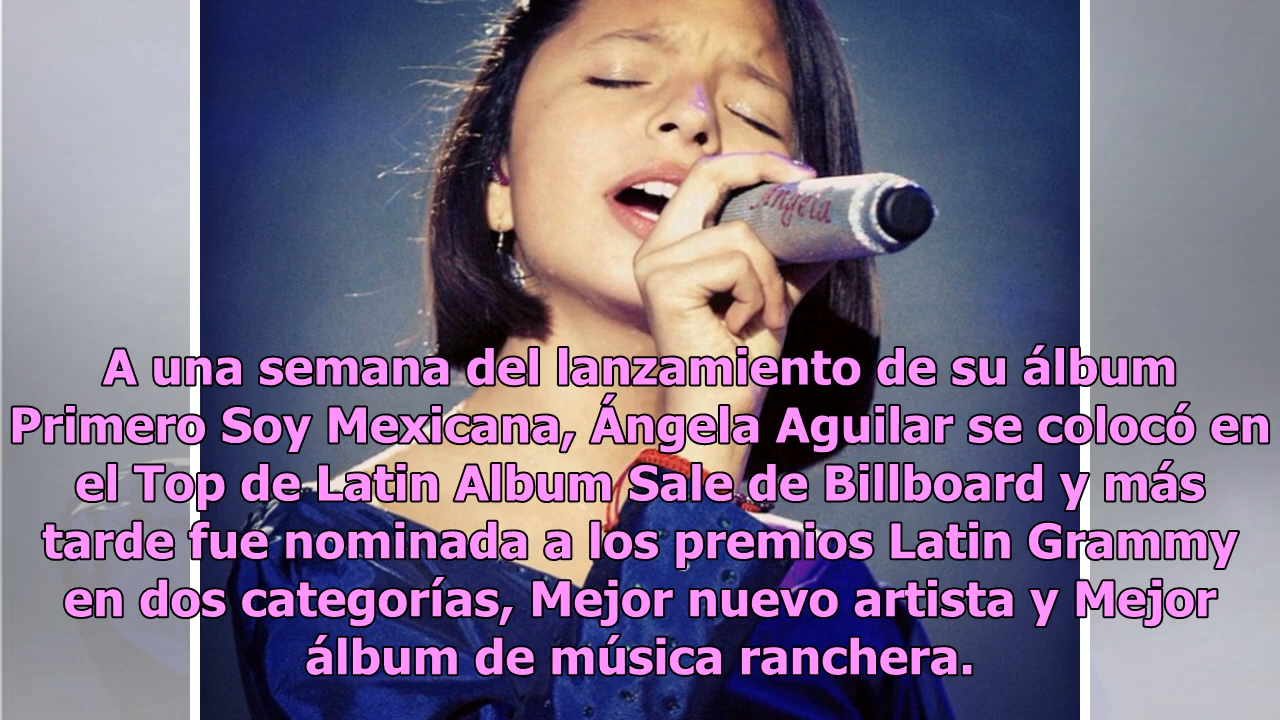 Ángela
A una semana del lanzamiento de su álbum
Primero Soy Mexicana, Ángela Aguilar se colocó en
el Top de Latin Album Sale de Billboard y más
tarde fue nominada a los premios Latin Grammy
en dos categorías, Mejor nuevo artista y Mejor
álbum de música ranchera.